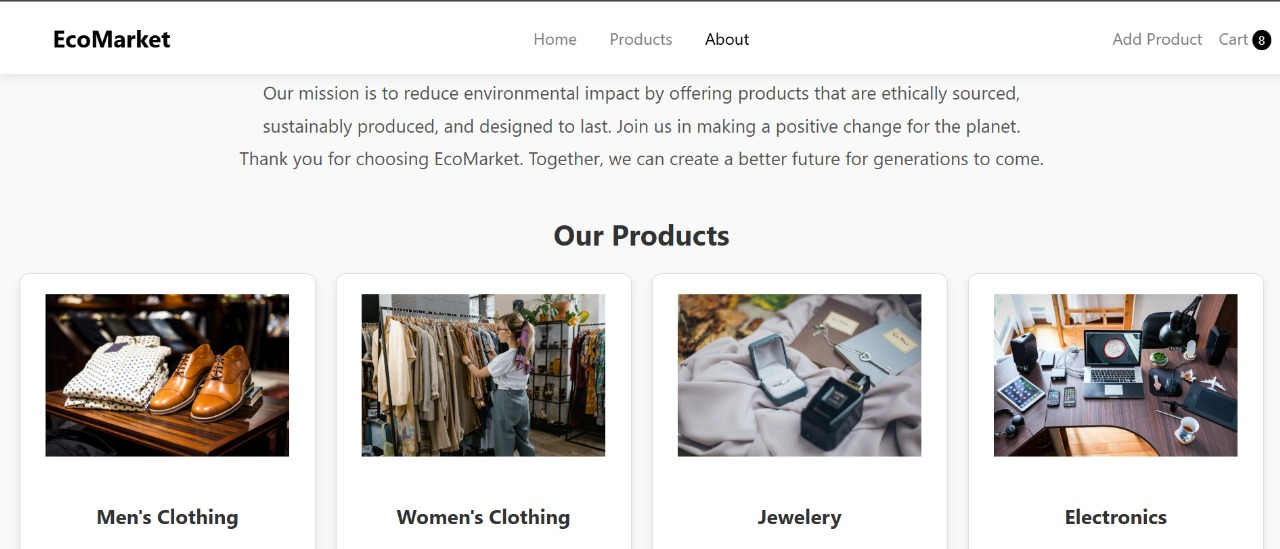 EcoMarket
Home Products About
Add Product Cart 8
Our mission is to reduce environmental impact by offering products that are ethically sourced,
sustainably produced, and designed to last. Join us in making a positive change for the planet.
Thank you for choosing EcoMarket. Together, we can create a better future for generations to come.
Our Products
Men's Clothing
Women's Clothing
Jewelery
Electronics